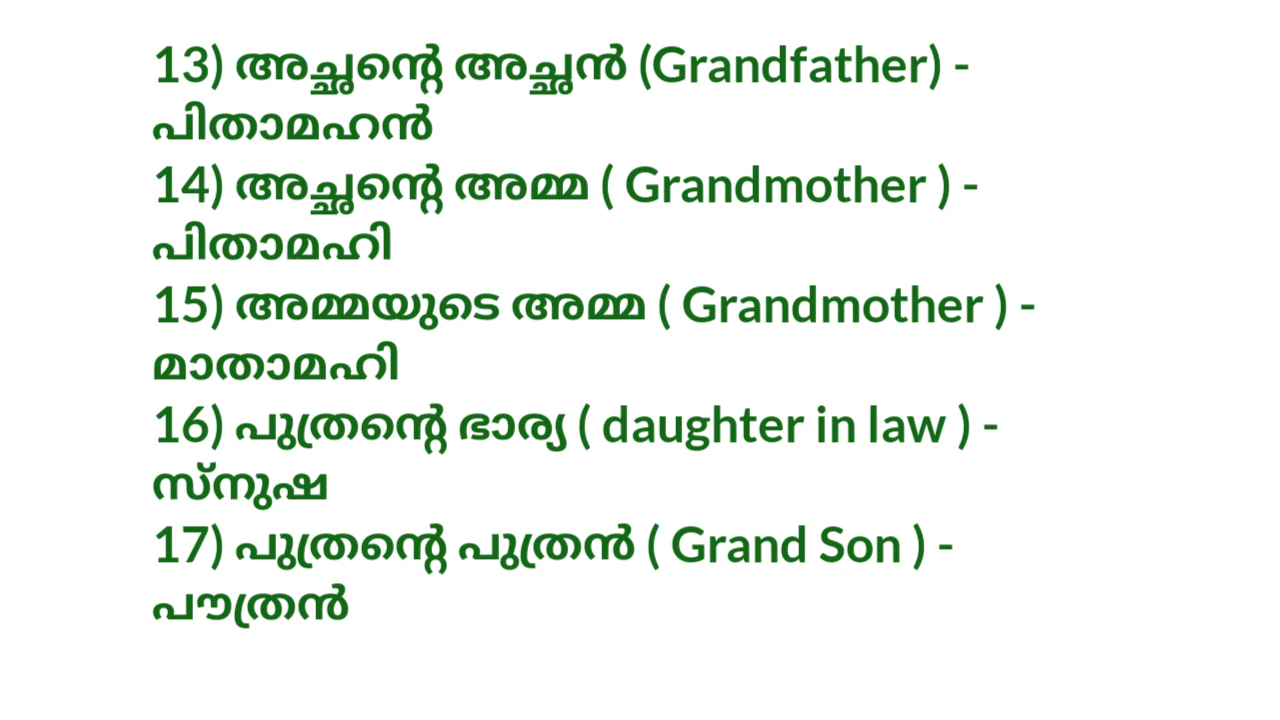 13) അച്ഛന്റെ അച്ഛൻ (Grandfather) -
പിതാമഹൻ
14) അച്ഛന്റെ അമ്മ ( Grandmother ) -
പിതാമഹി
15) അമ്മയുടെ അമ്മ ( Grandmother ) -
മാതാമഹി
16) പുത്രന്റെ ഭാര്യ ( daughter in law ) -
സ്നുഷ
17) പുത്രന്റെ പുത്രൻ ( Grand Son ) -
പൗത്രൻ